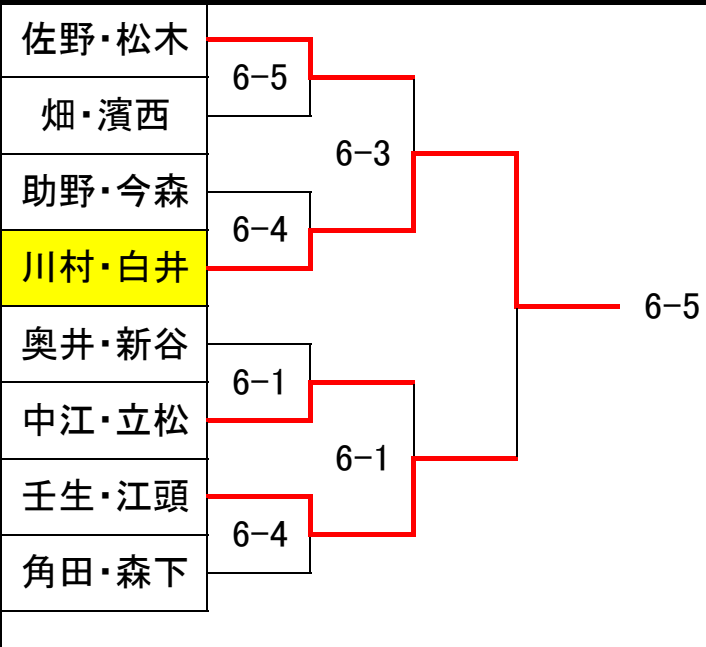 佐野・松木
6-5
畑・濱西
6-3
助野・今森
6-4
川村・白井
6-5
奥井・新谷
6-1
中江・立松
6-1
壬生・江頭
6-4
角田・森下